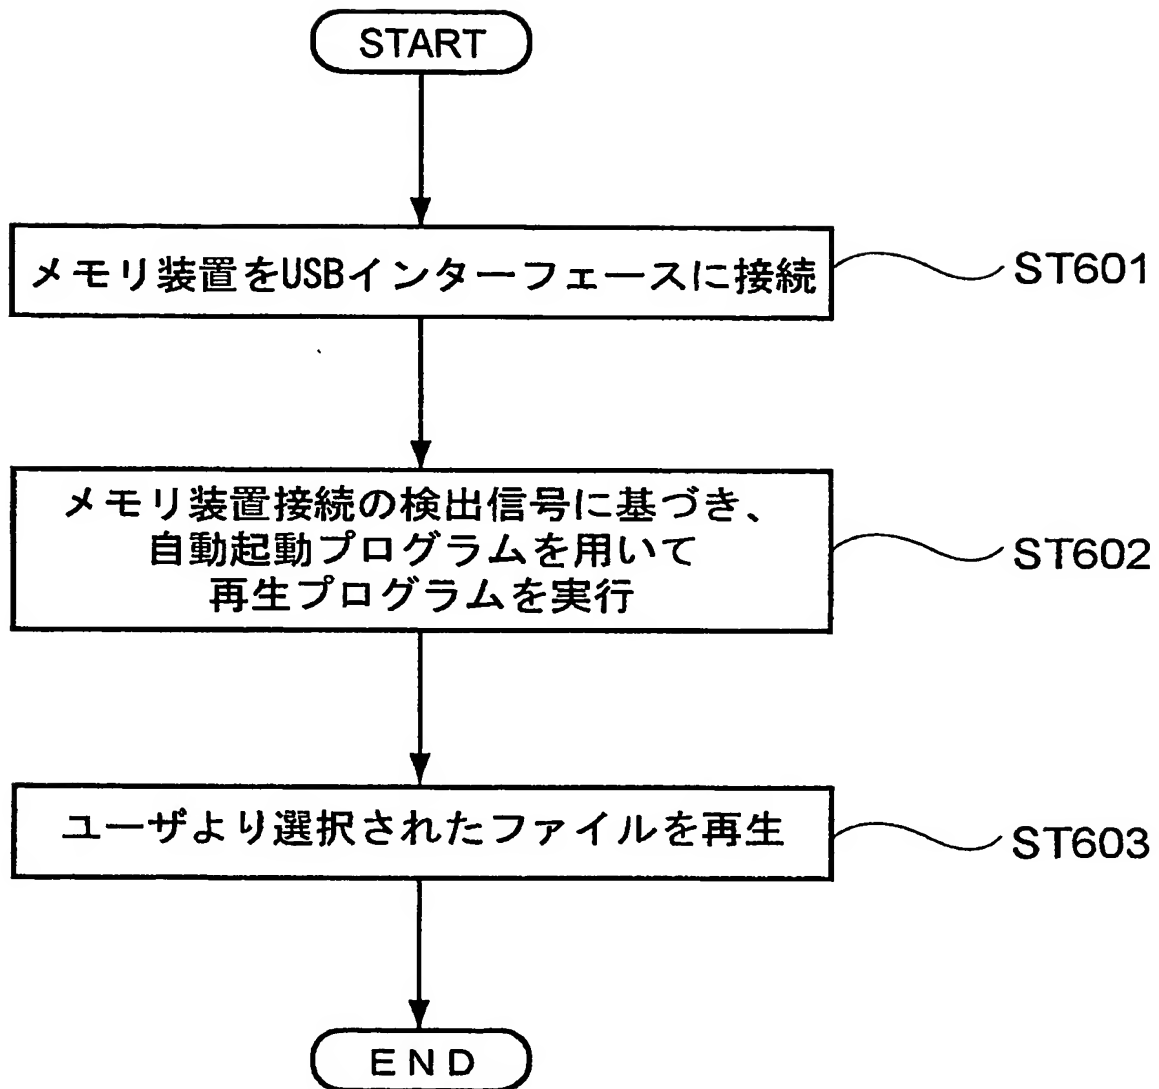 START
メモリ装置をUSBインターフェースに接続
ST601
メモリ装置接続の検出信号に基づき、
自動起動プログラムを用いて
再生プログラムを実行
ST602
ユーザより選択されたファイルを再生
ST603
END